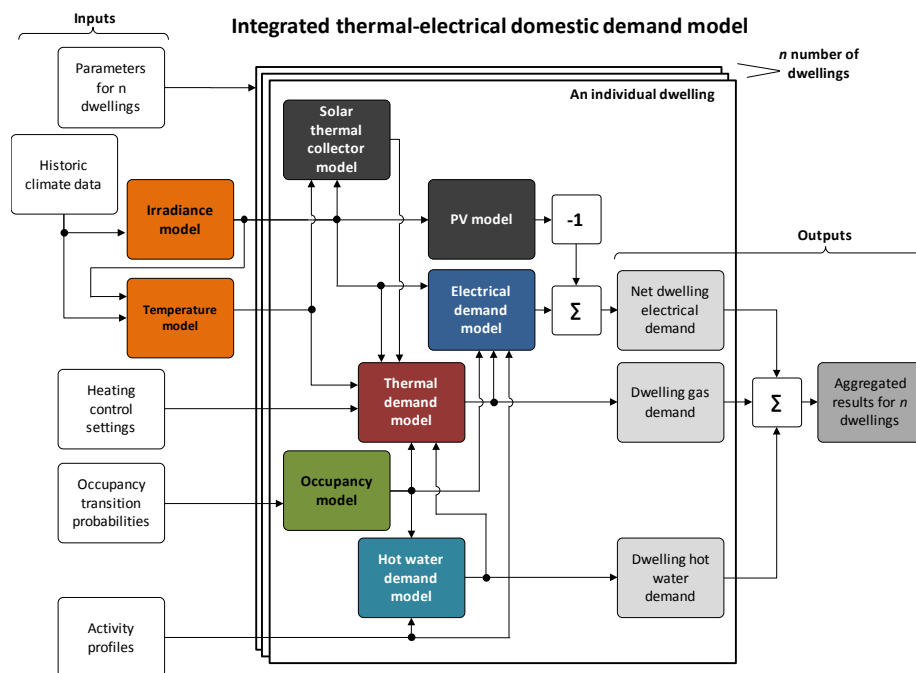 Integrated thermal-electrical domestic demand model
Inputs
n number of
dwellings
Parameters
for n
dwellings
An individual dwelling
Solar
thermal
collector
model
Historic
climate data
Irradiance
model
PV model
-1
Outputs
Temperature
model
Electrical
demand
model
Σ
Net dwelling
electrical
demand
Heating
control
settings
Thermal
demand
model
Dwelling gas
demand
Σ
Aggregated
results for n
dwellings
Occupancy
transition
probabilities
Occupancy
model
Hot water
demand
model
Dwelling hot
water
demand
Activity
profiles